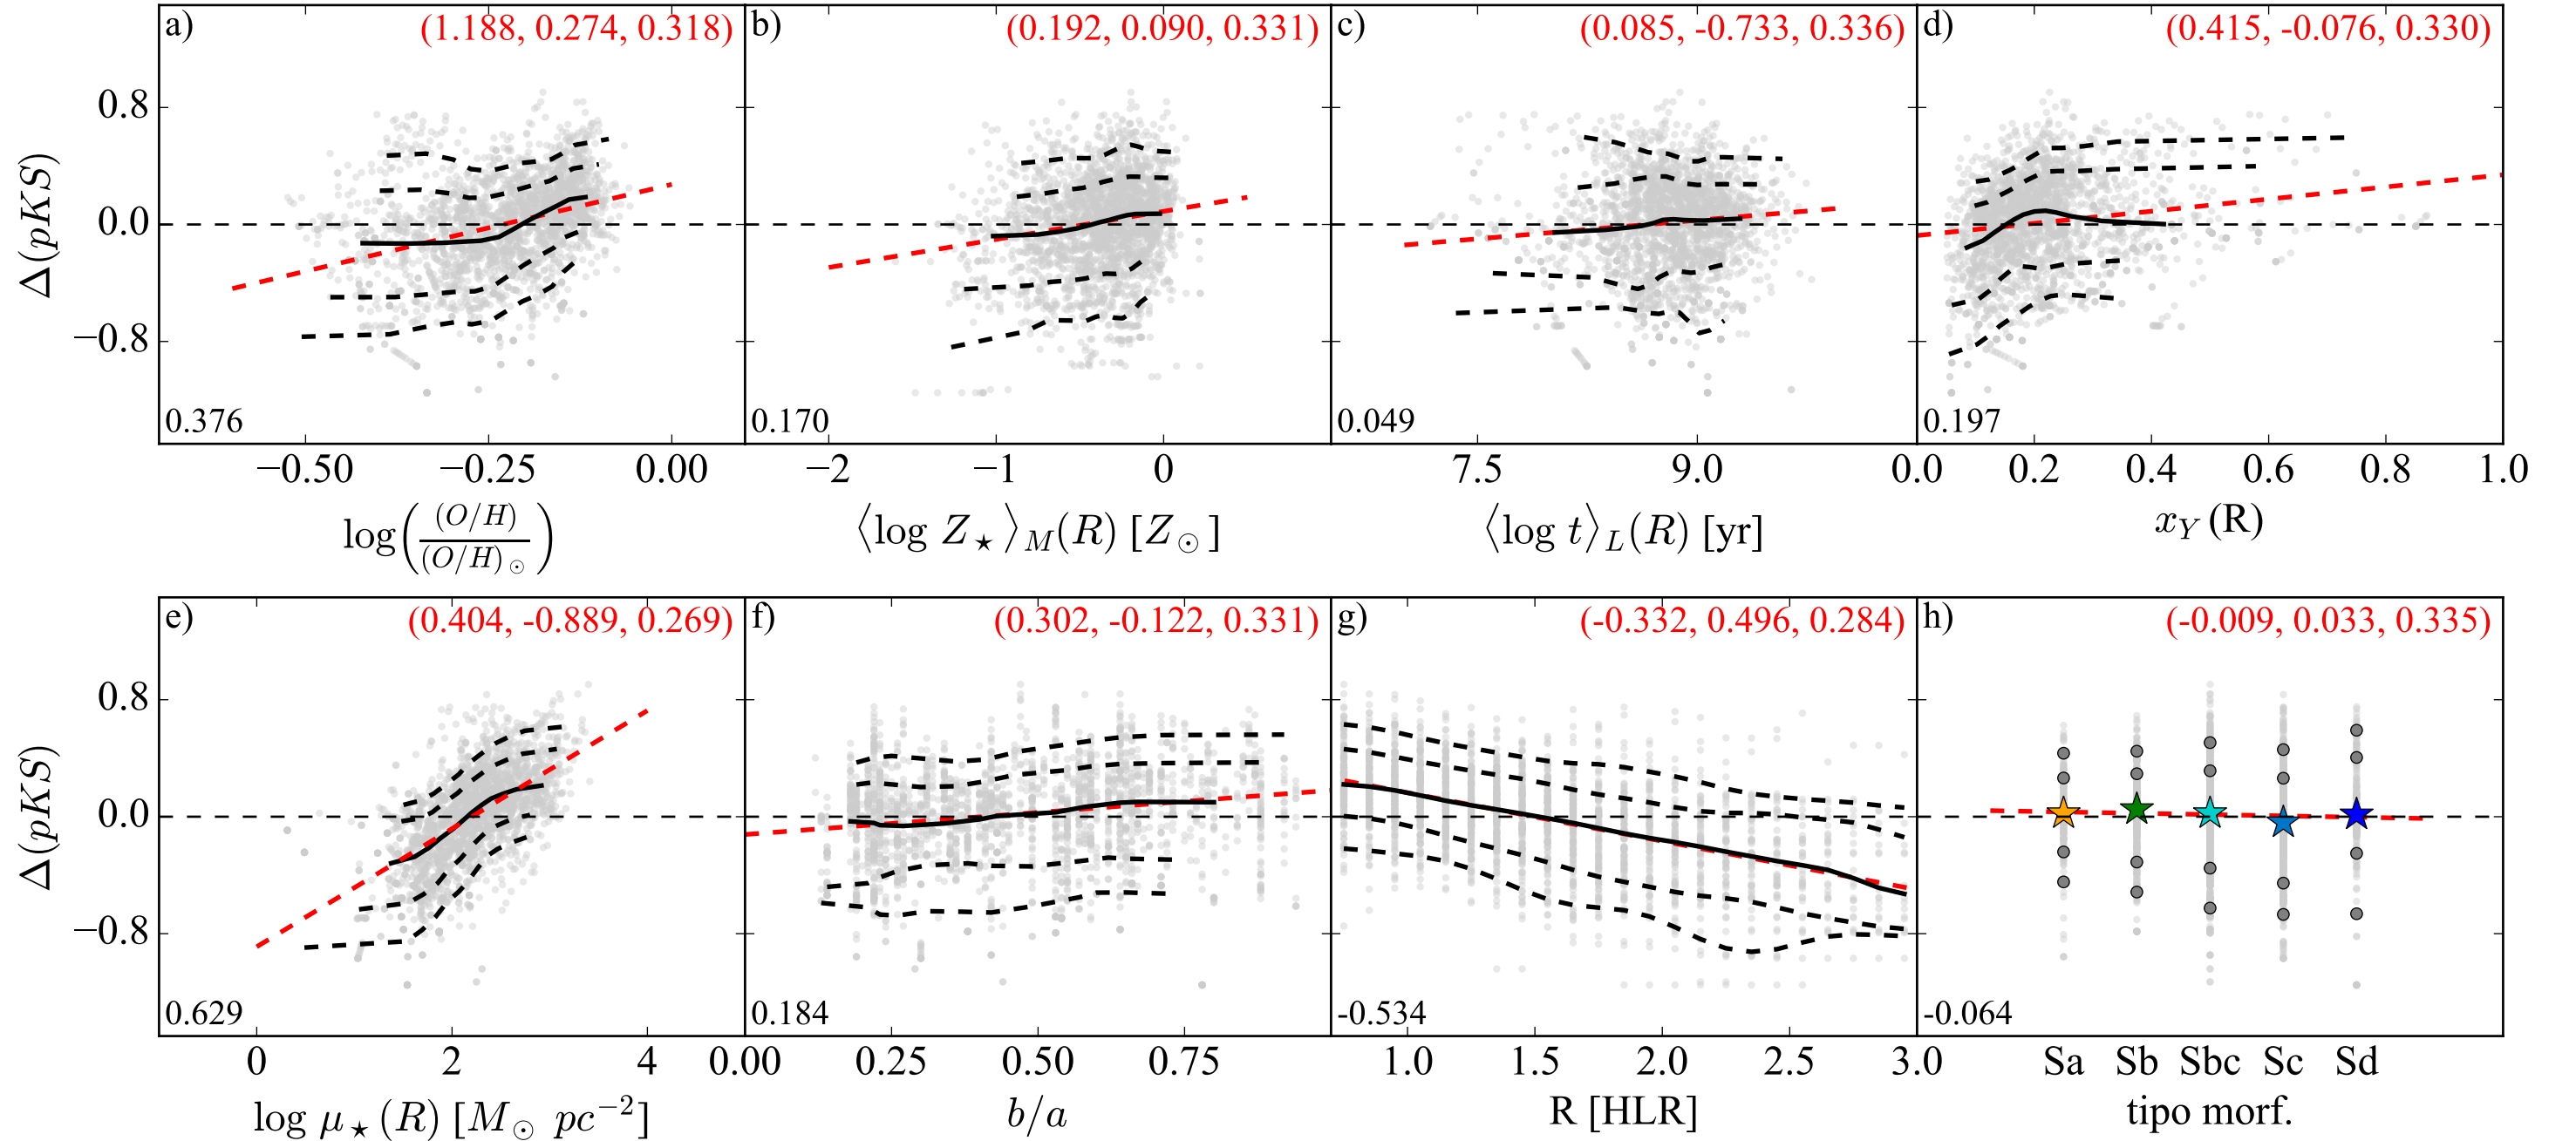 a) (1.188, 0.274, 0.318) b) (0.192, 0.090, 0.331) c) (0.085, -0.733, 0.336) d) (0.415, -0.076, 0.330)
0.8
0.0
−0.8
Δ(pKS)
0.376 0.170 0.049 0.197
−0.50 −0.25 0.00 −2 −1 0 7.5 9.0 0.0 0.2 0.4 0.6 0.8 1.0
log((O/H)/(O/H)⊙) ⟨log Z⋆⟩M(R) [Z⊙] ⟨log t⟩L(R) [yr] xY(R)
e) (0.404, -0.889, 0.269) f) (0.302, -0.122, 0.331) g) (-0.332, 0.496, 0.284) h) (-0.009, 0.033, 0.335)
0.8
0.0
−0.8
Δ(pKS)
0.629 0.184 -0.534 -0.064
0 2 4 0.00 0.25 0.50 0.75 1.0 1.5 2.0 2.5 3.0 Sa Sb Sbc Sc Sd
log μ⋆(R) [M⊙ pc−2] b/a R [HLR] tipo morf.